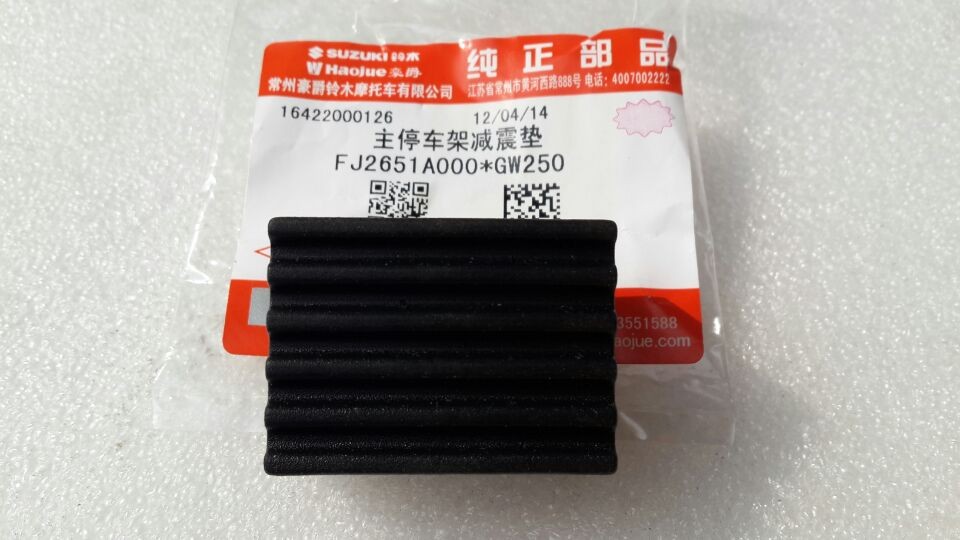 SUZUKI 铃木
Haojue 豪爵
纯正部品
常州豪爵铃木摩托车有限公司
江苏省常州市黄河西路888号 电话: 4007002222
16422000126 12/04/14
主停车架减震垫
FJ2651A000*GW250
3551588
aojue.com